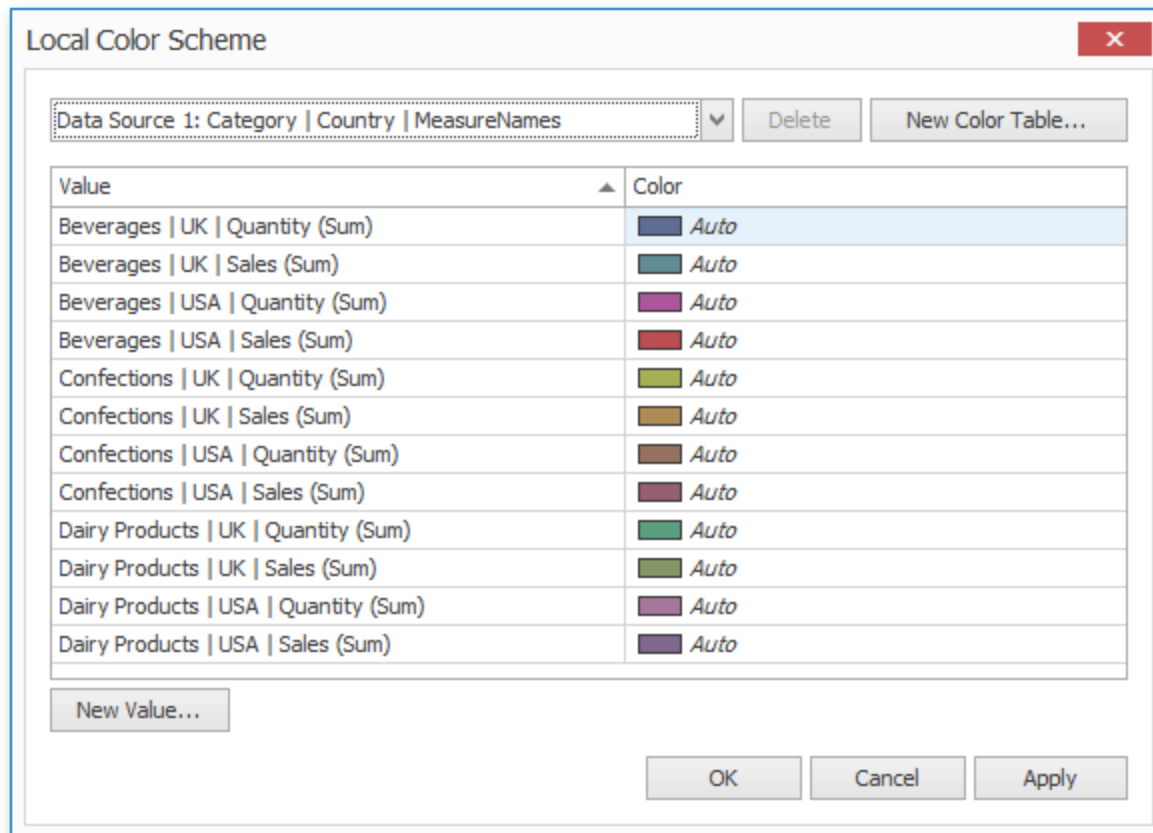 Local Color Scheme
Data Source 1: Category | Country | MeasureNames Delete New Color Table...
Value Color
Beverages | UK | Quantity (Sum) Auto
Beverages | UK | Sales (Sum) Auto
Beverages | USA | Quantity (Sum) Auto
Beverages | USA | Sales (Sum) Auto
Confections | UK | Quantity (Sum) Auto
Confections | UK | Sales (Sum) Auto
Confections | USA | Quantity (Sum) Auto
Confections | USA | Sales (Sum) Auto
Dairy Products | UK | Quantity (Sum) Auto
Dairy Products | UK | Sales (Sum) Auto
Dairy Products | USA | Quantity (Sum) Auto
Dairy Products | USA | Sales (Sum) Auto
New Value...
OK Cancel Apply